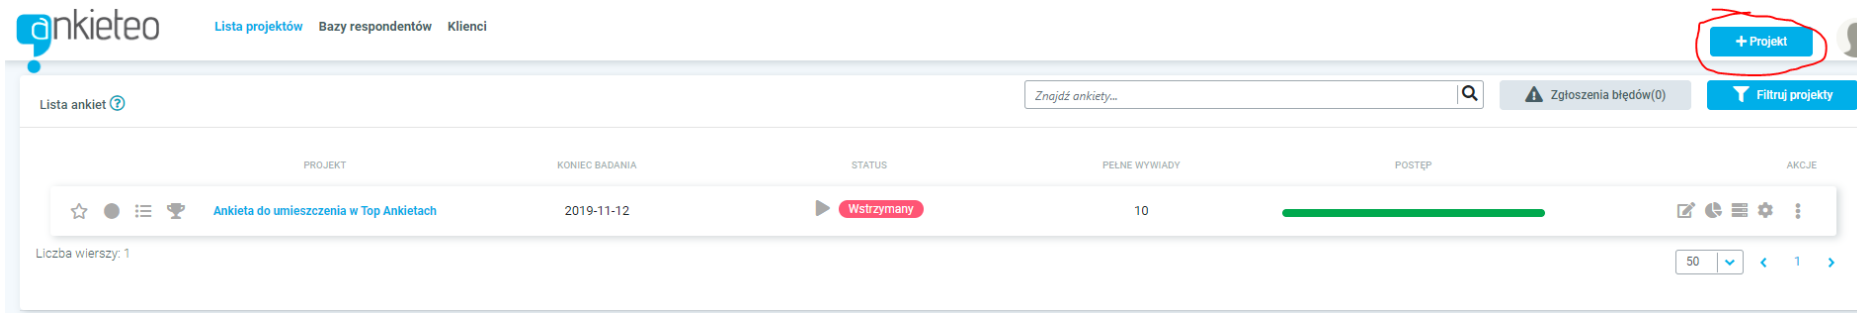 ankieteo
Lista projektów Bazy respondentów Klienci
+ Projekt
Lista ankiet ?
Znajdź ankiety...
Zgłoszenia błędów(0)
Filtruj projekty
PROJEKT KONIEC BADANIA STATUS PEŁNE WYWIADY POSTĘP AKCJE
Ankieta do umieszczenia w Top Ankietach 2019-11-12 Wstrzymany 10
Liczba wierszy: 1
50 1